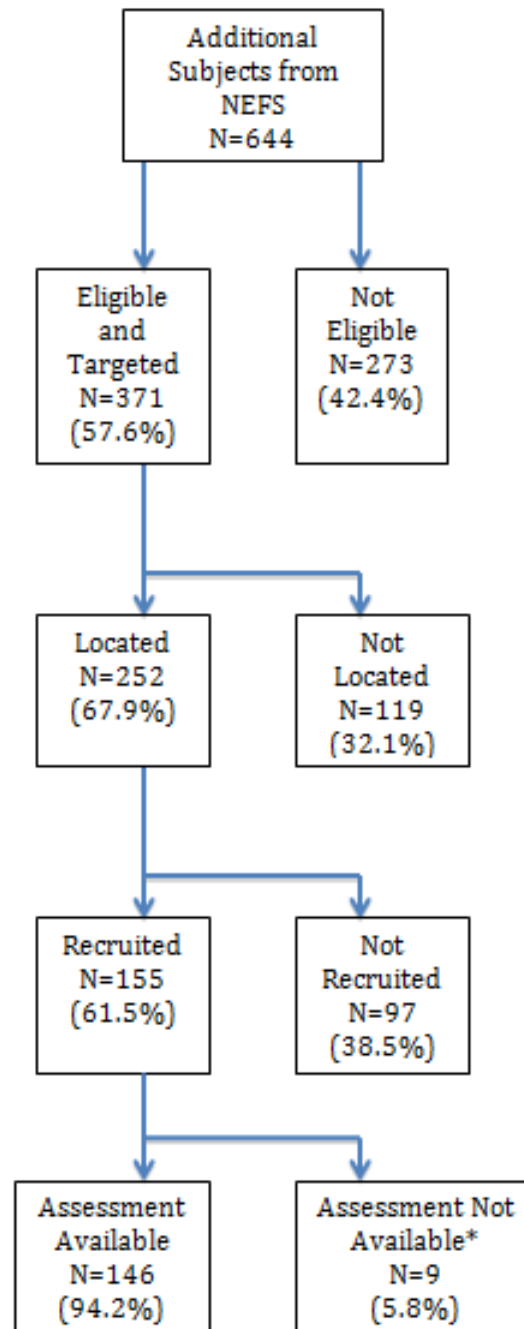 Additional
Subjects from
NEFS
N=644
Eligible
and
Targeted
N=371
(57.6%)
Not
Eligible
N=273
(42.4%)
Located
N=252
(67.9%)
Not
Located
N=119
(32.1%)
Recruited
N=155
(61.5%)
Not
Recruited
N=97
(38.5%)
Assessment
Available
N=146
(94.2%)
Assessment Not
Available*
N=9
(5.8%)